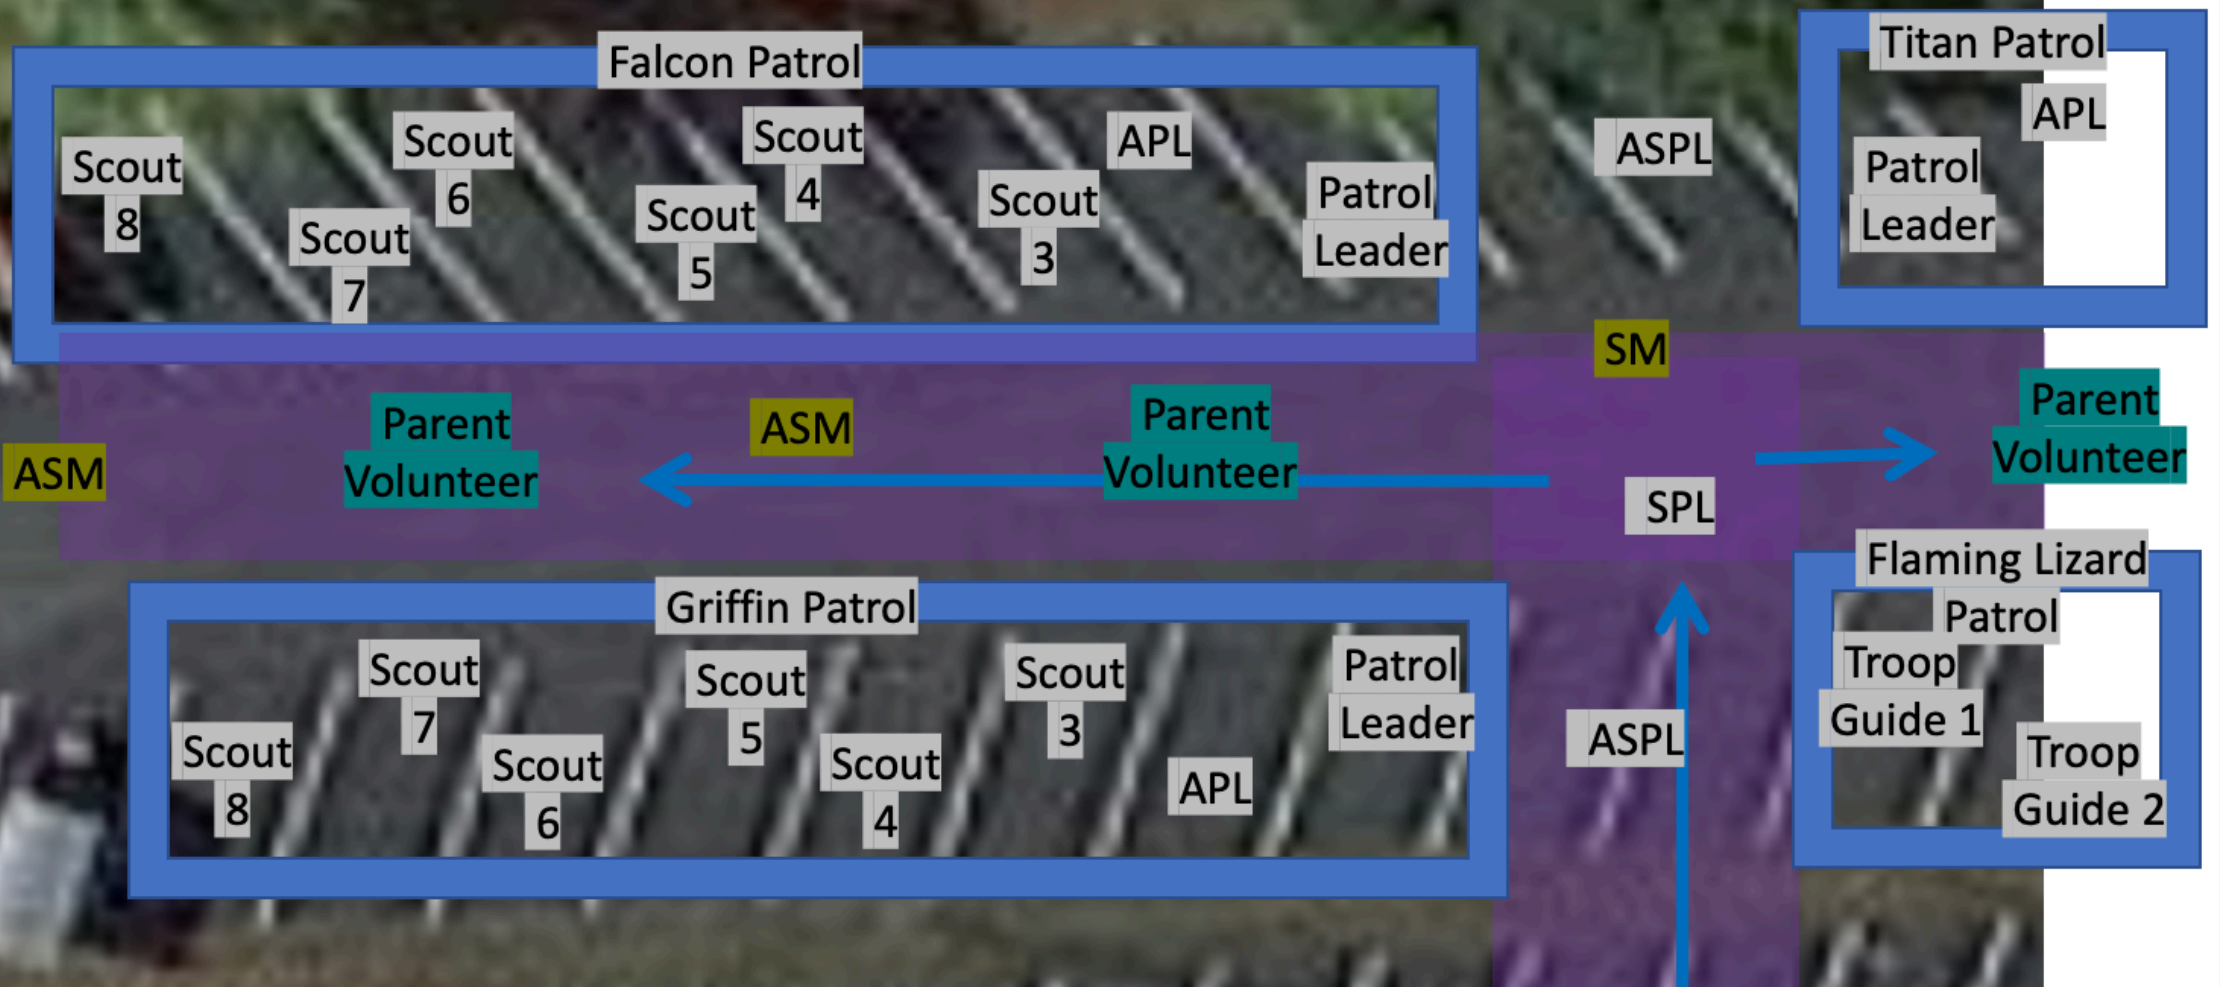 Falcon Patrol
Scout
8
Scout
7
Scout
6
Scout
5
Scout
4
Scout
3
APL
Patrol
Leader
ASPL
Titan Patrol
Patrol
Leader
APL
SM
ASM
Parent
Volunteer
ASM
Parent
Volunteer
SPL
Parent
Volunteer
Griffin Patrol
Scout
8
Scout
7
Scout
6
Scout
5
Scout
4
Scout
3
APL
Patrol
Leader
ASPL
Flaming Lizard
Patrol
Troop
Guide 1
Troop
Guide 2